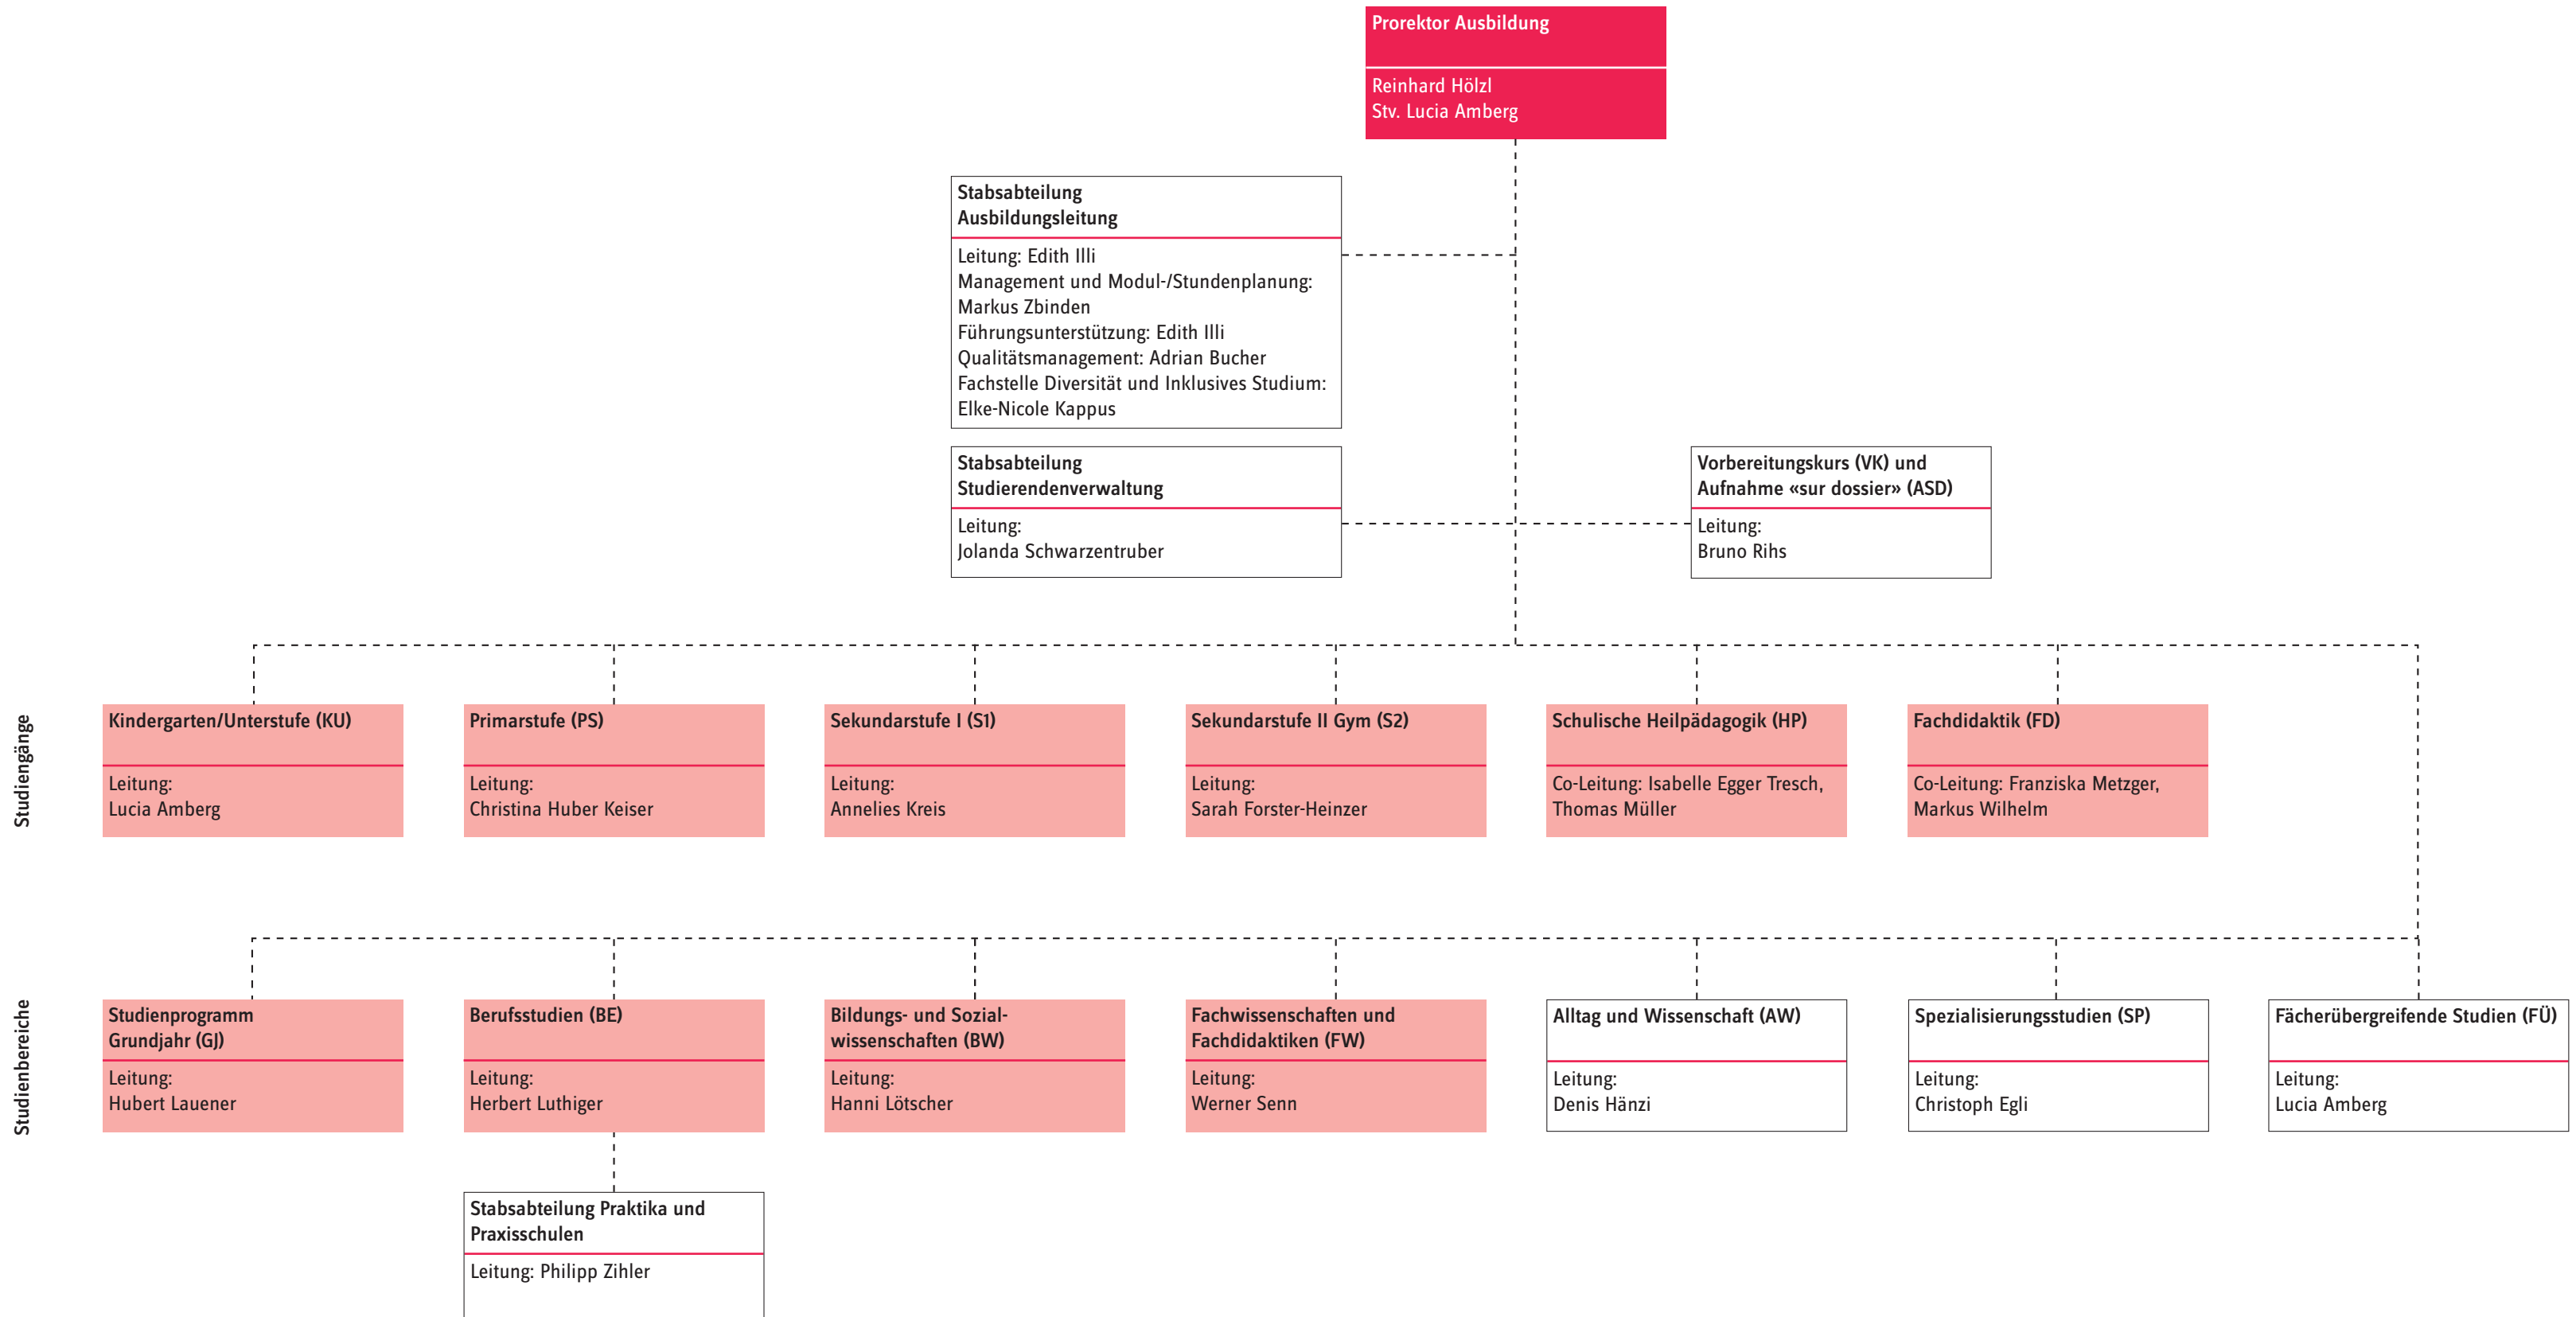 Prorektor Ausbildung
Reinhard Hölzl
Stv. Lucia Amberg
Stabsabteilung
Ausbildungsleitung
Leitung: Edith Illi
Management und Modul-/Stundenplanung:
Markus Zbinden
Führungsunterstützung: Edith Illi
Qualitätsmanagement: Adrian Bucher
Fachstelle Diversität und Inklusives Studium:
Elke-Nicole Kappus
Stabsabteilung
Studierendenverwaltung
Leitung:
Jolanda Schwarzentruber
Vorbereitungskurs (VK) und
Aufnahme «sur dossier» (ASD)
Leitung:
Bruno Rihs
Studiengänge
Kindergarten/Unterstufe (KU)
Leitung:
Lucia Amberg
Primarstufe (PS)
Leitung:
Christina Huber Keiser
Sekundarstufe I (S1)
Leitung:
Annelies Kreis
Sekundarstufe II Gym (S2)
Leitung:
Sarah Forster-Heinzer
Schulische Heilpädagogik (HP)
Co-Leitung: Isabelle Egger Tresch,
Thomas Müller
Fachdidaktik (FD)
Co-Leitung: Franziska Metzger,
Markus Wilhelm
Studienbereiche
Studienprogramm
Grundjahr (GJ)
Leitung:
Hubert Lauener
Berufsstudien (BE)
Leitung:
Herbert Luthiger
Bildungs- und Sozial-
wissenschaften (BW)
Leitung:
Hanni Lötscher
Fachwissenschaften und
Fachdidaktiken (FW)
Leitung:
Werner Senn
Alltag und Wissenschaft (AW)
Leitung:
Denis Hänzi
Spezialisierungsstudien (SP)
Leitung:
Christoph Egli
Fächerübergreifende Studien (FÜ)
Leitung:
Lucia Amberg
Stabsabteilung Praktika und
Praxisschulen
Leitung: Philipp Zihler